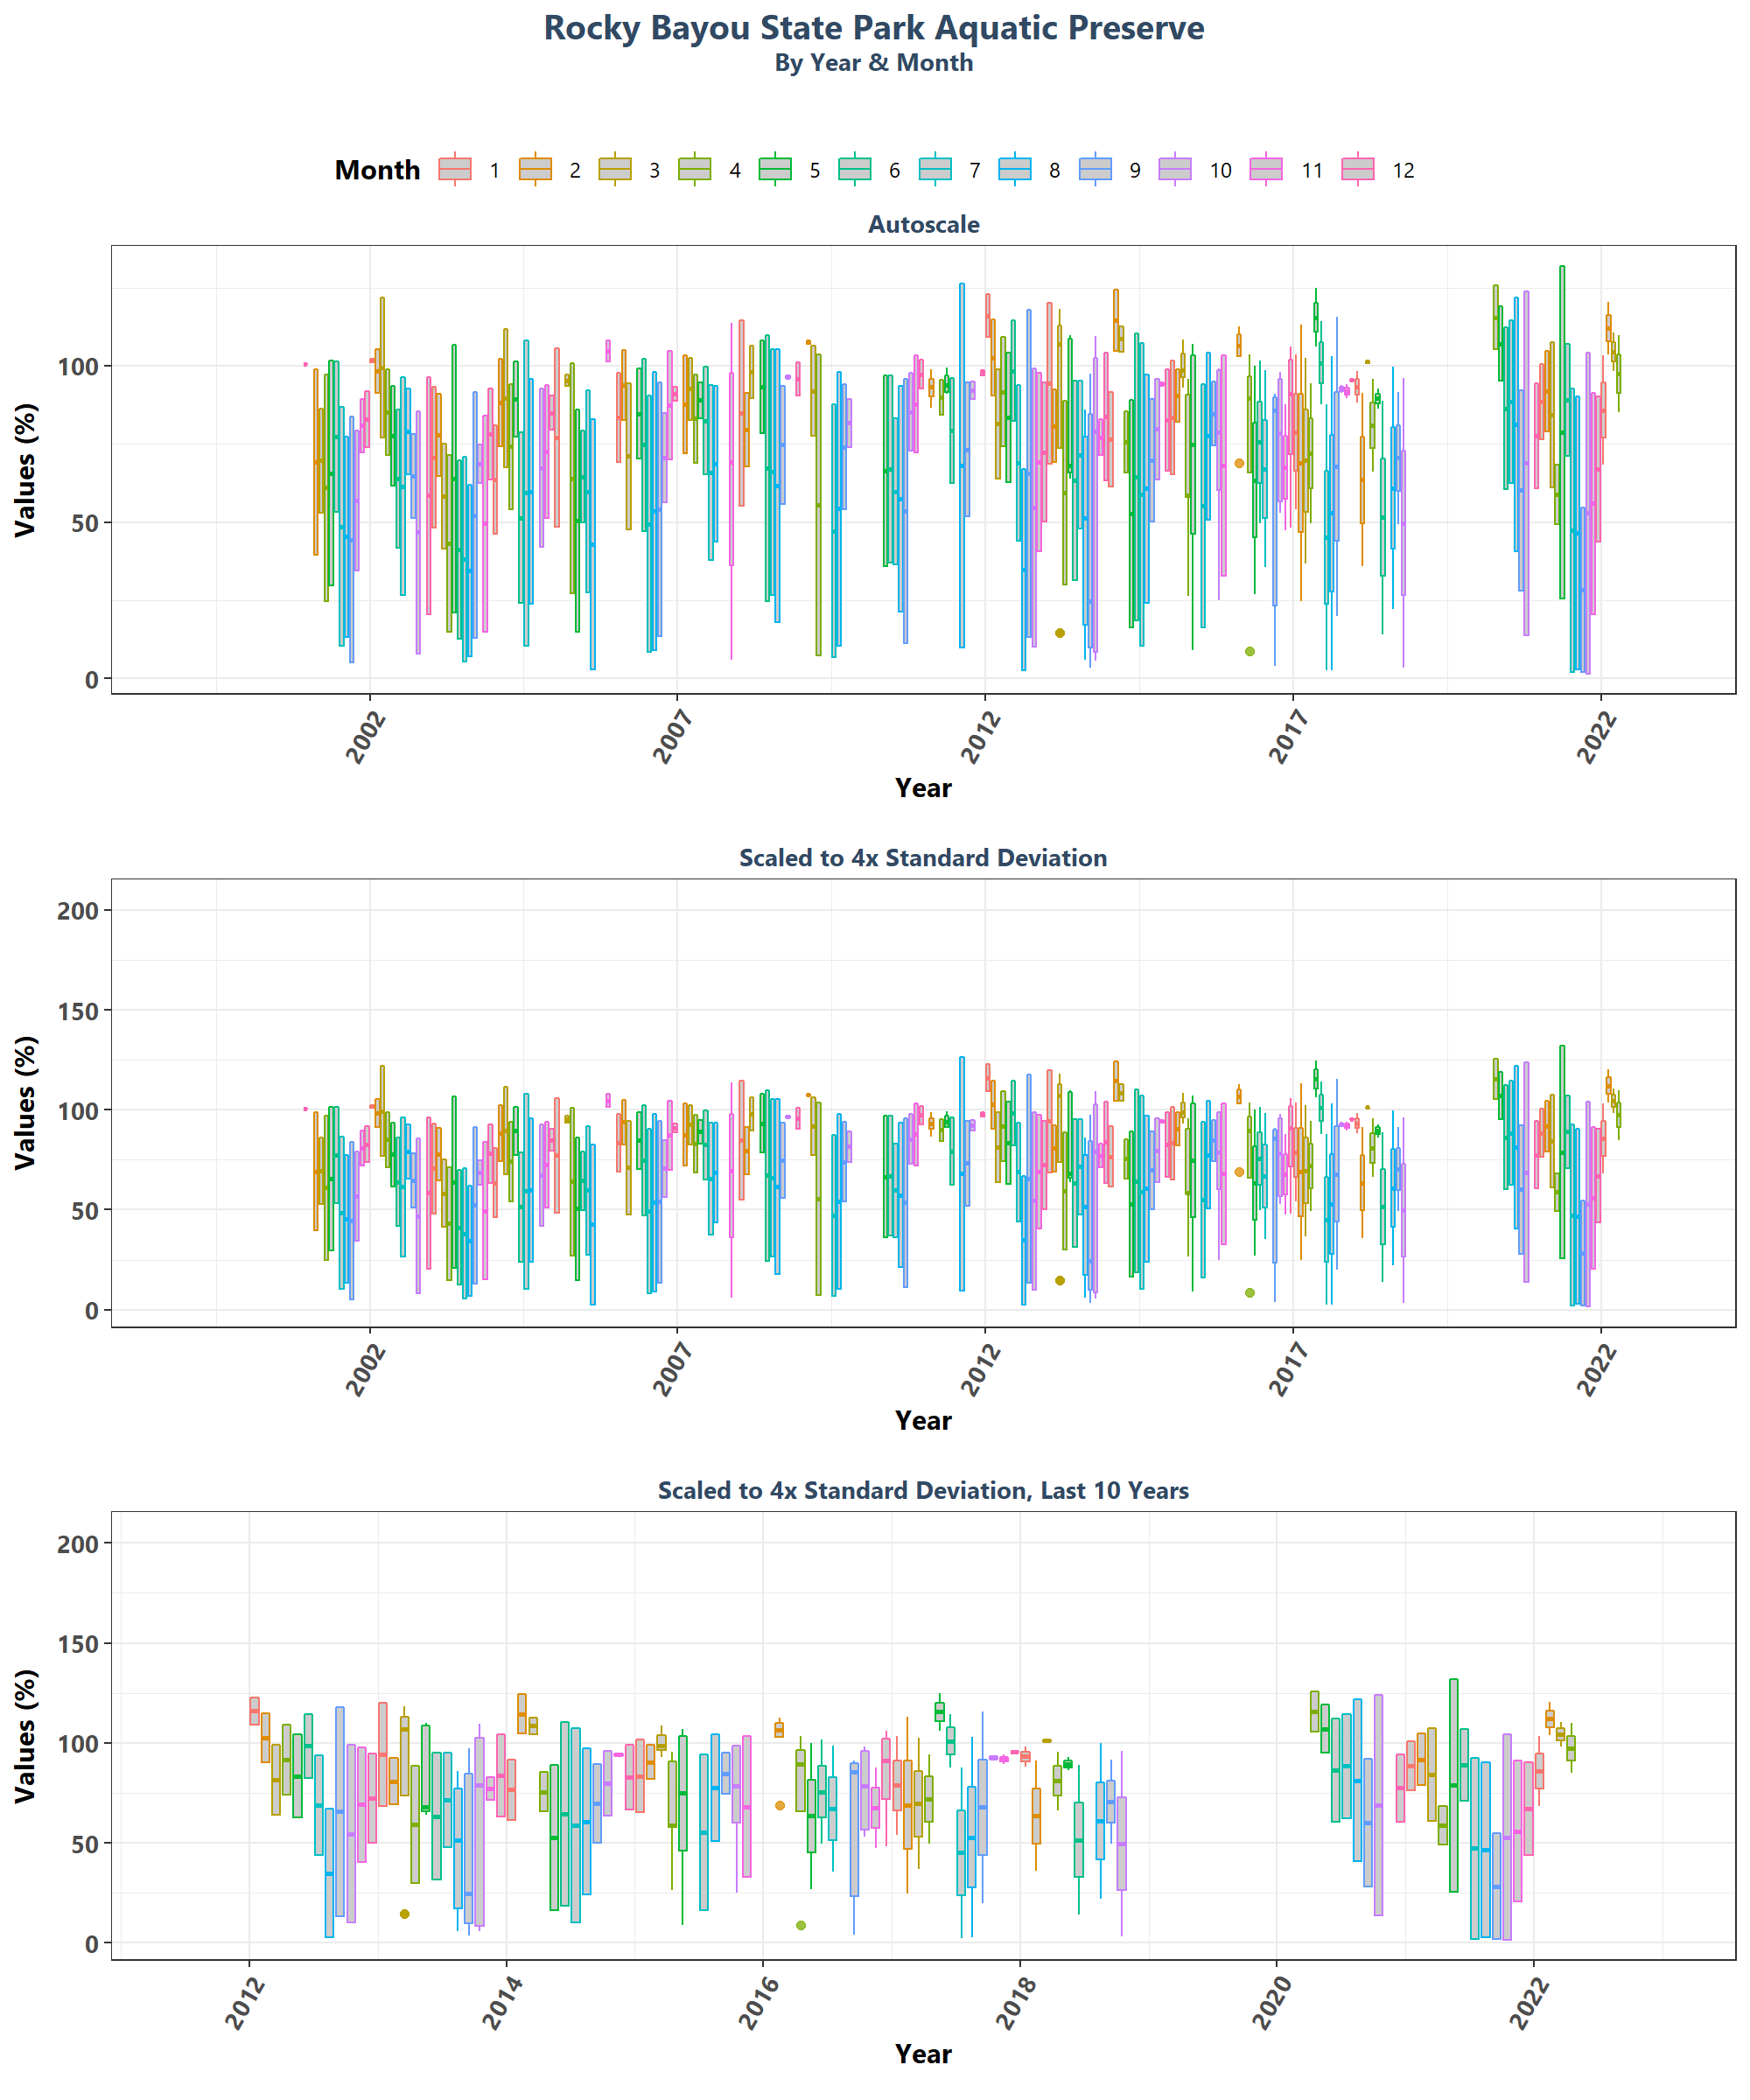 Rocky Bayou State Park Aquatic Preserve
By Year & Month
Month 1 2 3 4 5 6 7 8 9 10 11 12
Autoscale
Values (%)
100
50
0
2002 2007 2012 2017 2022
Year
Scaled to 4x Standard Deviation
Values (%)
200
150
100
50
0
2002 2007 2012 2017 2022
Year
Scaled to 4x Standard Deviation, Last 10 Years
Values (%)
200
150
100
50
0
2012 2014 2016 2018 2020 2022
Year